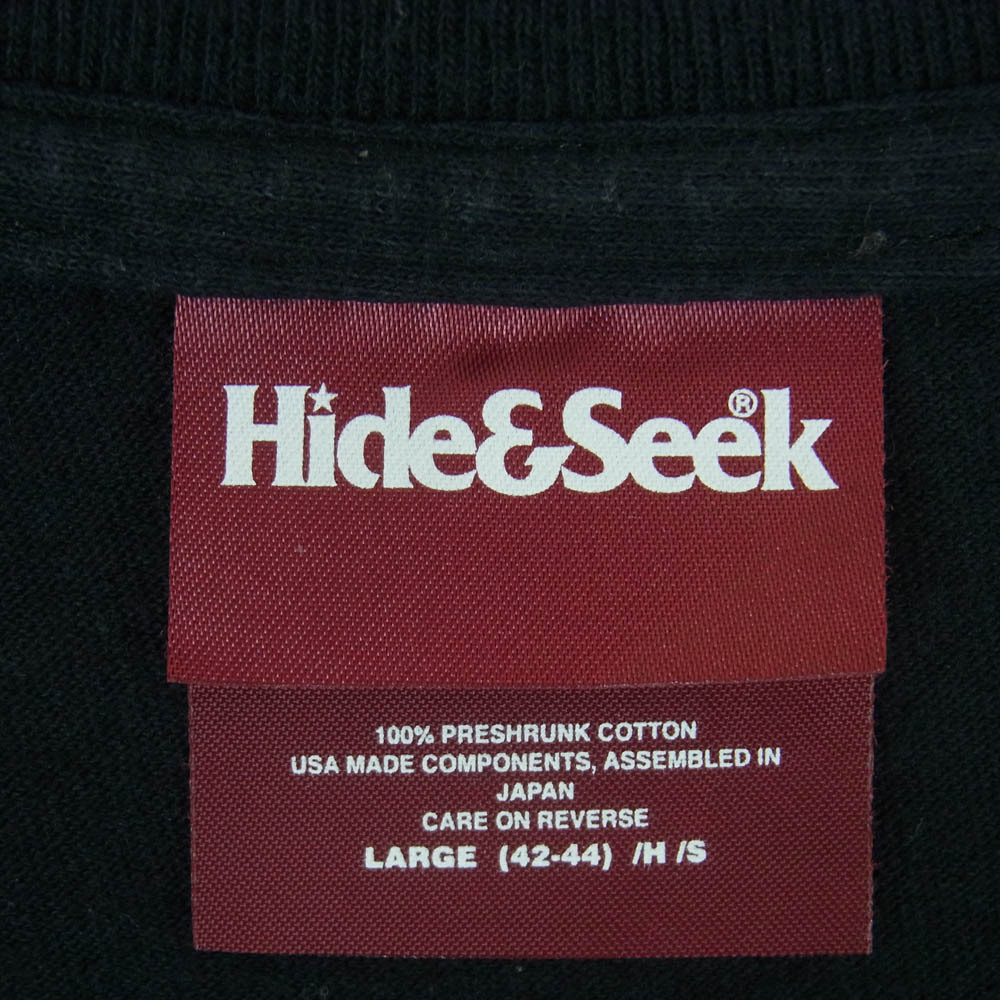 Hide&Seek®
100% PRESHRUNK COTTON
USA MADE COMPONENTS, ASSEMBLED IN
JAPAN
CARE ON REVERSE
LARGE (42-44) /H /S